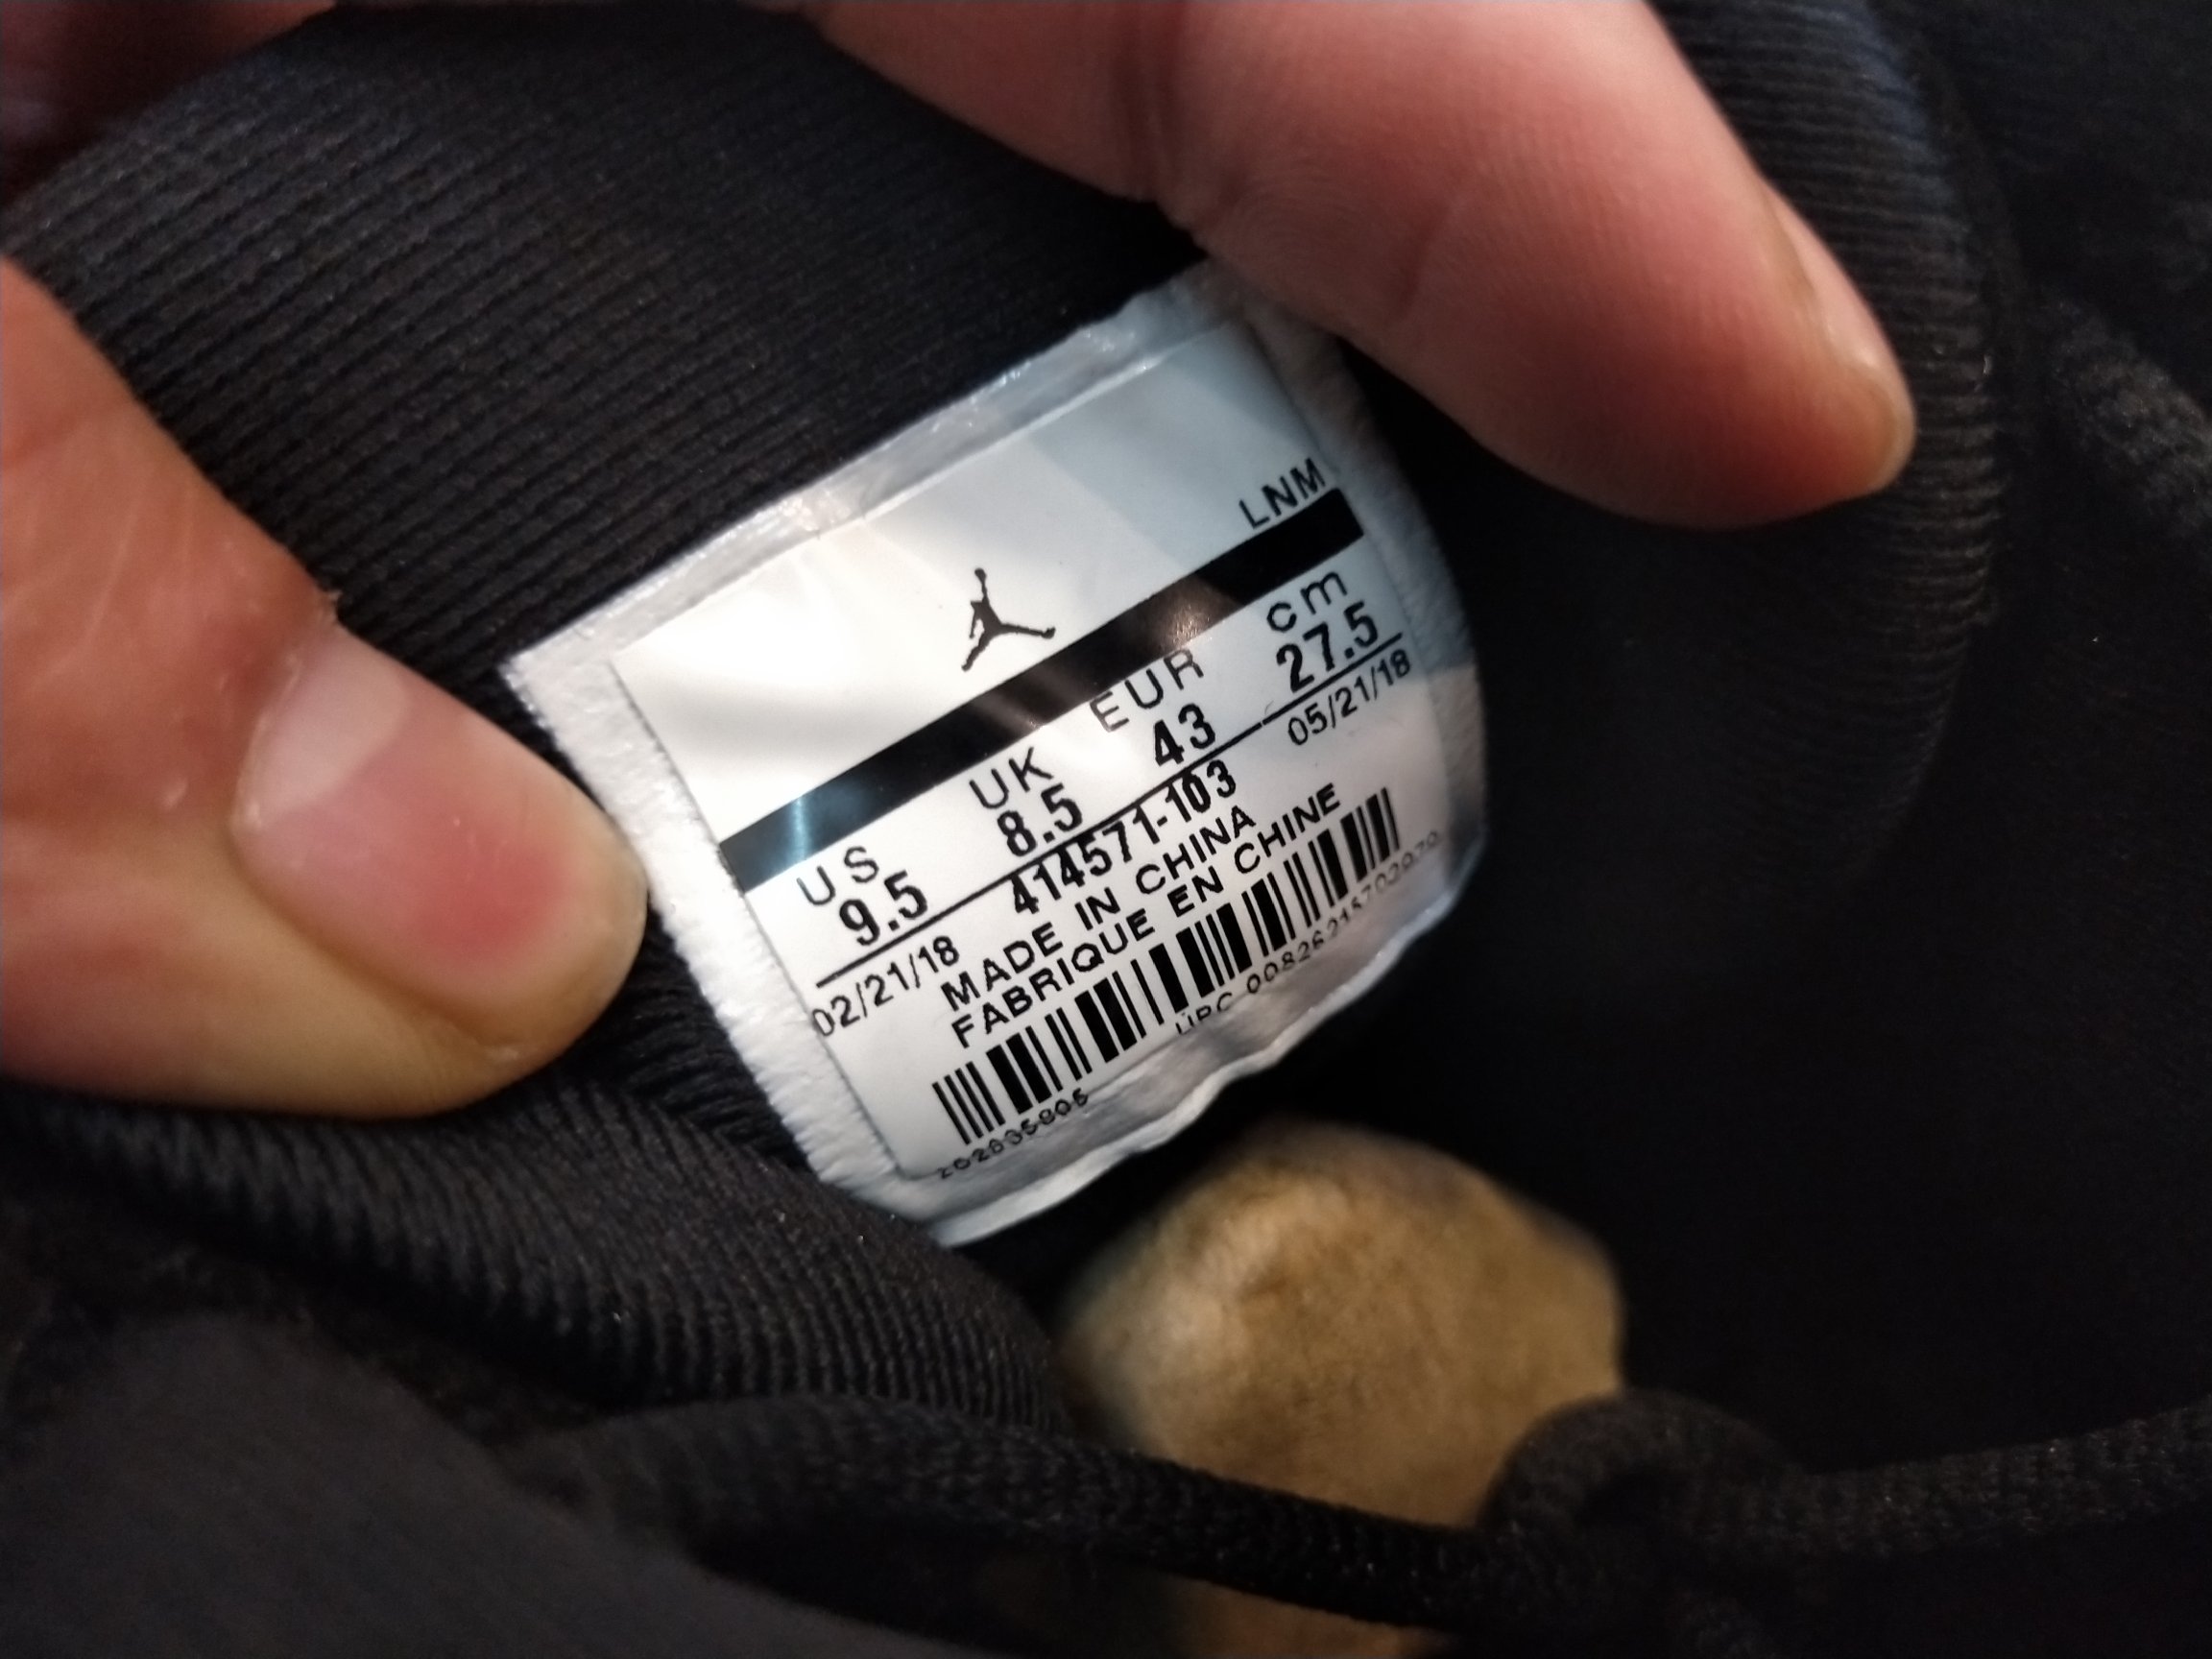 LNM
US UK EUR cm
9.5 8.5 43 27.5
02/21/18 414571-103 05/21/18
MADE IN CHINA
FABRIQUE EN CHINE
UPC